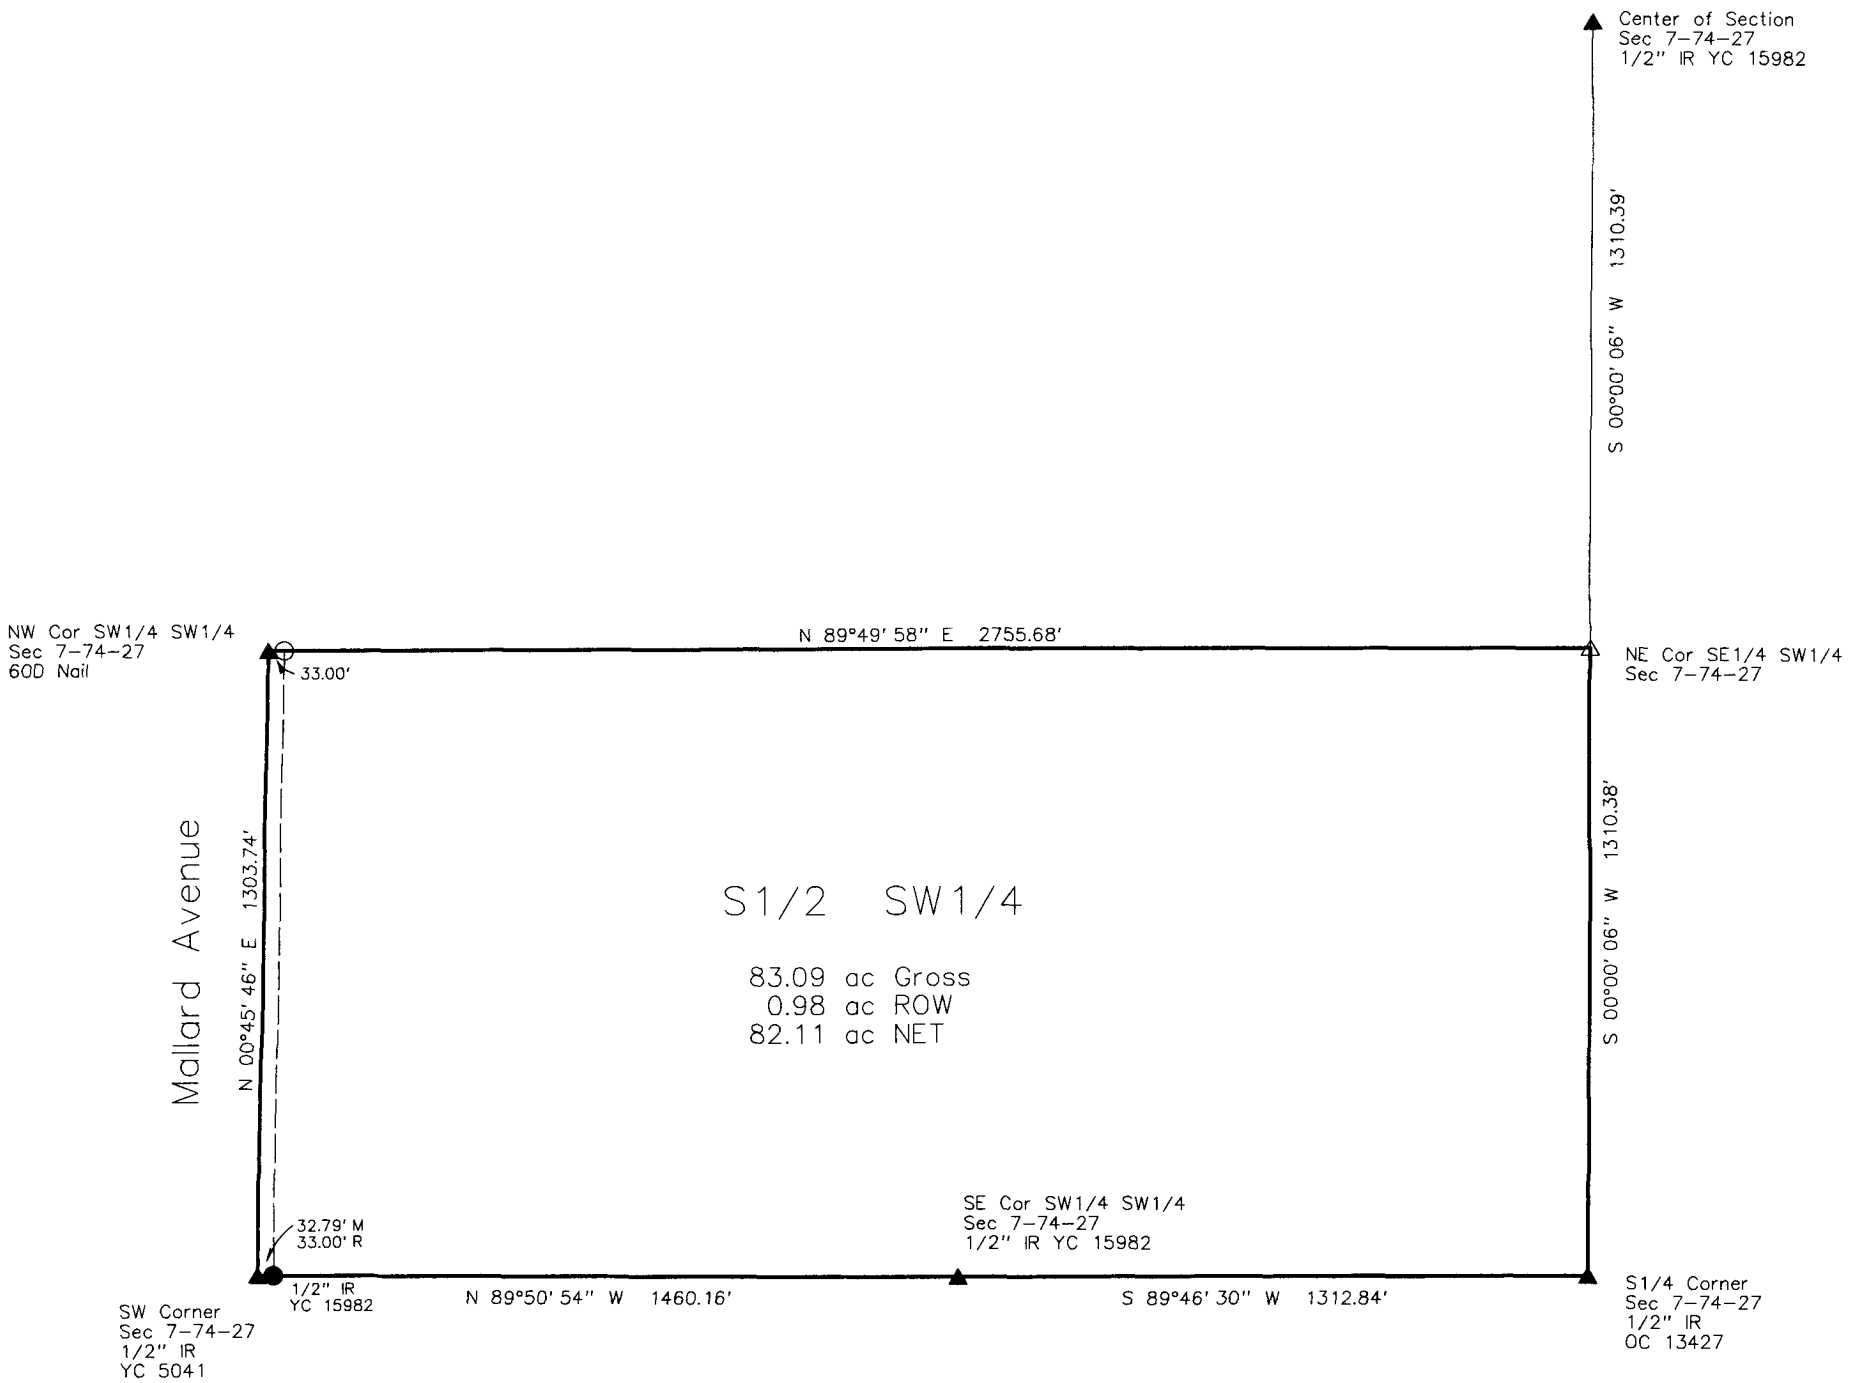 Center of Section
Sec 7-74-27
1/2" IR YC 15982
S 00°00' 06" W 1310.39'
NW Cor SW1/4 SW1/4
Sec 7-74-27
60D Nail
N 89°49' 58" E 2755.68'
33.00'
NE Cor SE1/4 SW1/4
Sec 7-74-27
Mallard Avenue
N 00°45' 46" E 1303.74'
S1/2 SW1/4
83.09 ac Gross
0.98 ac ROW
82.11 ac NET
S 00°00' 06" W 1310.38'
32.79' M
33.00' R
SE Cor SW1/4 SW1/4
Sec 7-74-27
1/2" IR YC 15982
1/2" IR
YC 15982
N 89°50' 54" W 1460.16'
S 89°46' 30" W 1312.84'
SW Corner
Sec 7-74-27
1/2" IR
YC 5041
S1/4 Corner
Sec 7-74-27
1/2" IR
OC 13427